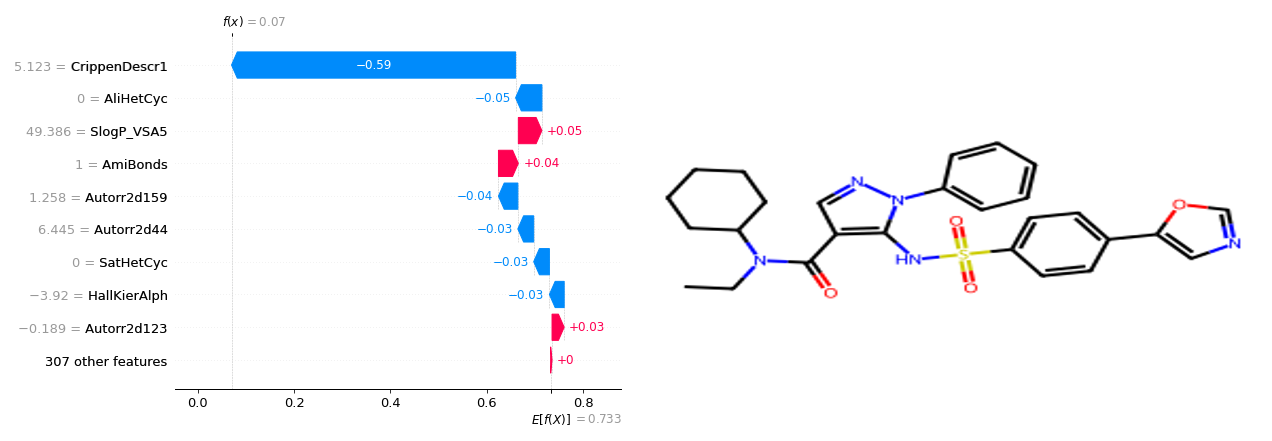 f(x) = 0.07
5.123 = CrippenDescr1
−0.59
0 = AliHetCyc
−0.05
49.386 = SlogP_VSA5
+0.05
1 = AmiBonds
+0.04
1.258 = Autorr2d159
−0.04
6.445 = Autorr2d44
−0.03
0 = SatHetCyc
−0.03
−3.92 = HallKierAlph
−0.03
−0.189 = Autorr2d123
+0.03
307 other features
+0
0.0 0.2 0.4 0.6 0.8
E[f(X)] = 0.733
N
N
O
O
N
HN
S
N
O
O